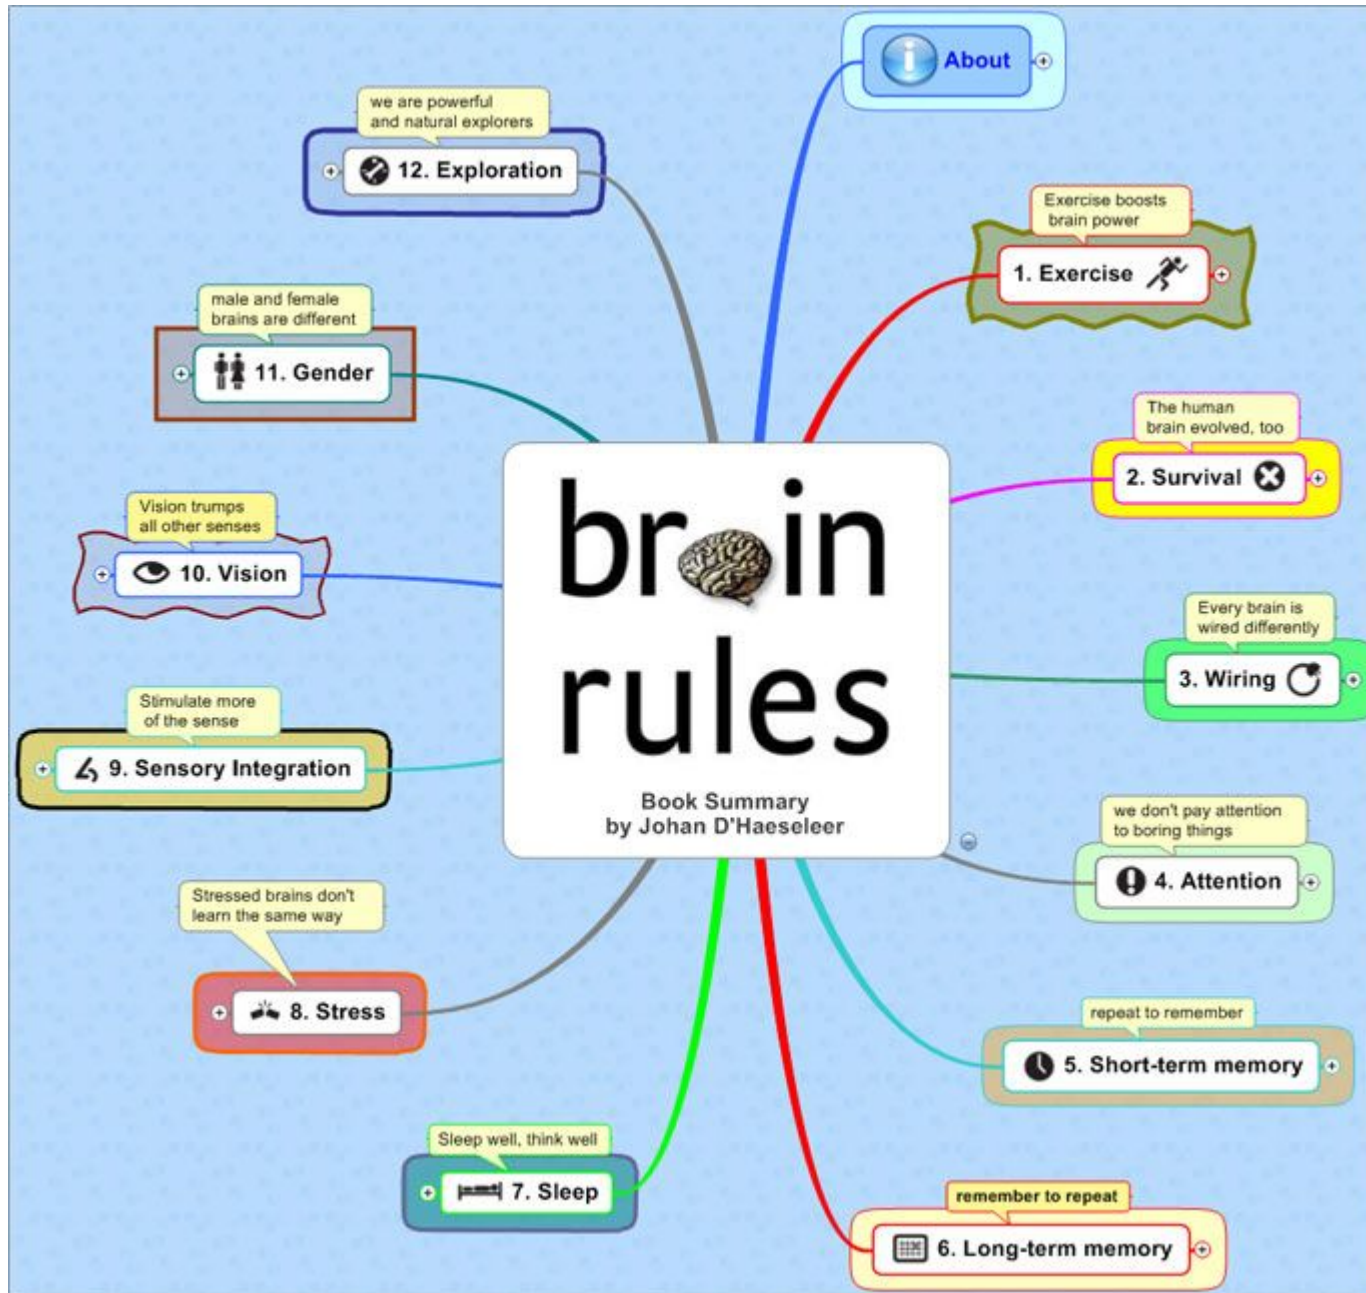 About
Exercise boosts
brain power
1. Exercise
The human
brain evolved, too
2. Survival
Every brain is
wired differently
3. Wiring
we don't pay attention
to boring things
4. Attention
repeat to remember
5. Short-term memory
remember to repeat
6. Long-term memory
Sleep well, think well
7. Sleep
Stressed brains don't
learn the same way
8. Stress
Stimulate more
of the sense
9. Sensory Integration
Vision trumps
all other senses
10. Vision
male and female
brains are different
11. Gender
we are powerful
and natural explorers
12. Exploration
br in
rules
Book Summary
by Johan D'Haeseleer